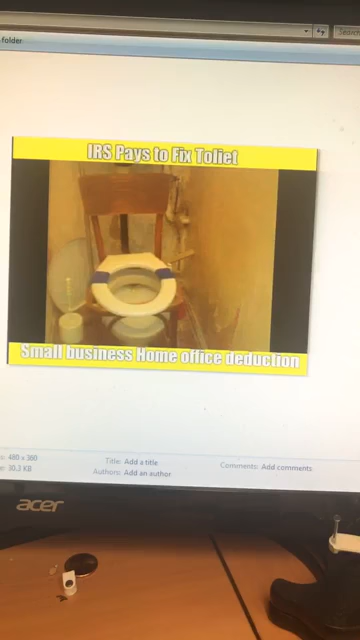 folder
Search
IRS Pays to Fix Toliet
Small business Home office deduction
480 x 360
Title: Add a title
Comments: Add comments
30.3 KB
Authors: Add an author
acer